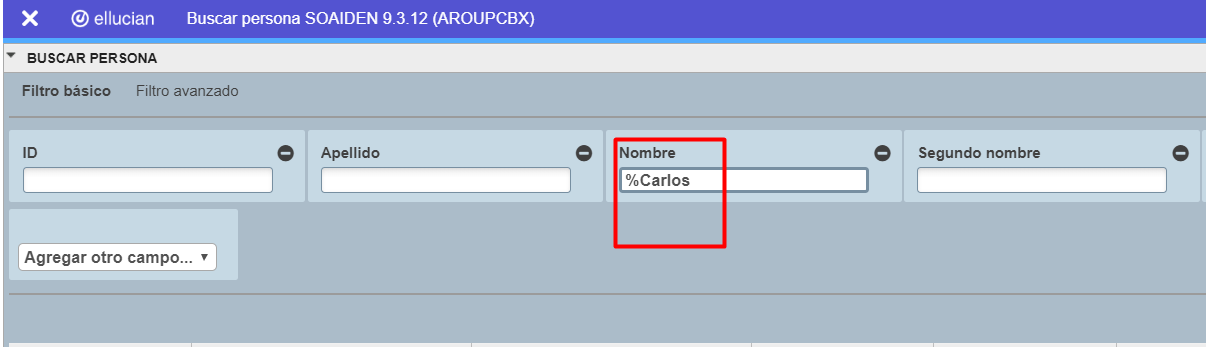 ellucian Buscar persona SOAIDEN 9.3.12 (AROUPCBX)
BUSCAR PERSONA
Filtro básico Filtro avanzado
ID Apellido Nombre Segundo nombre
%Carlos
Agregar otro campo...